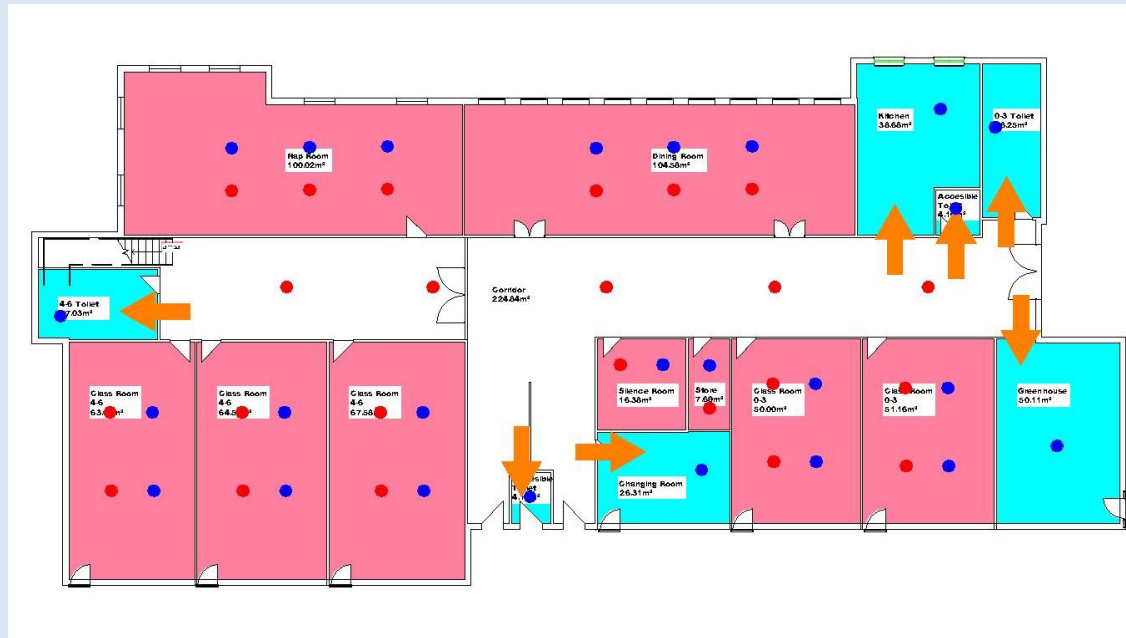 Nap Room
100.02m²
Dining Room
104.58m²
Kitchen
38.68m²
0-3 Toilet
Accesible
4-6 Toilet
Corridor
224.84m²
Class Room
4-6
Class Room
4-6
Class Room
4-6
67.58
Silence Room
16.38m²
Store
7.60m²
Class Room
0-3
50.00m²
Class Room
0-3
51.16m²
Greenhouse
50.11m²
Changing Room
26.31m²